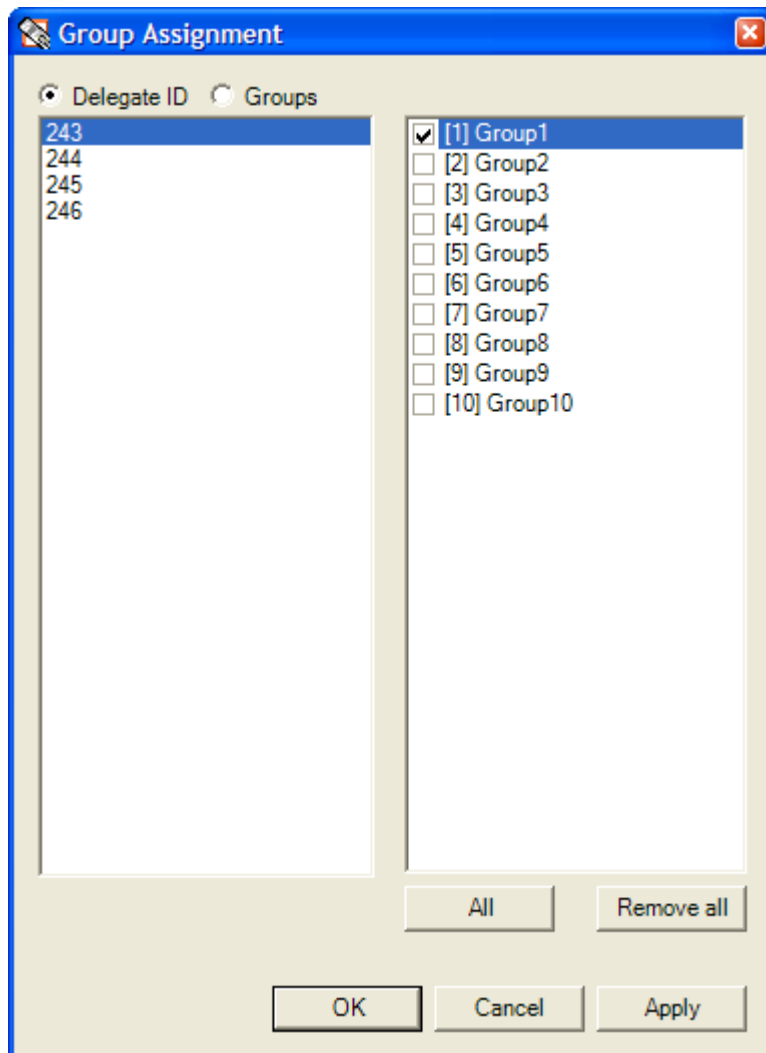 Group Assignment
Delegate ID Groups
243
244
245
246
[1] Group1
[2] Group2
[3] Group3
[4] Group4
[5] Group5
[6] Group6
[7] Group7
[8] Group8
[9] Group9
[10] Group10
All Remove all
OK Cancel Apply